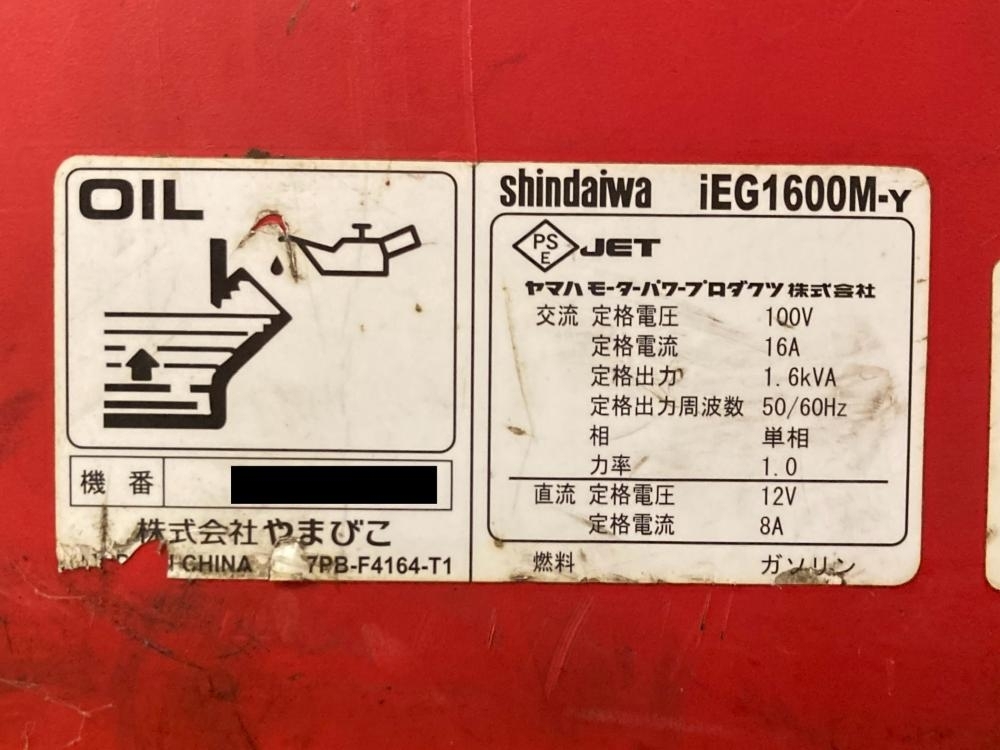 OIL
機番
株式会社やまびこ
CHINA 7PB-F4164-T1
shindaiwa iEG1600M-Y
PS
E
JET
ヤマハモーターパワープロダクツ株式会社
交流 定格電圧 100V
定格電流 16A
定格出力 1.6kVA
定格出力周波数 50/60Hz
相 単相
力率 1.0
直流 定格電圧 12V
定格電流 8A
燃料 ガソリン